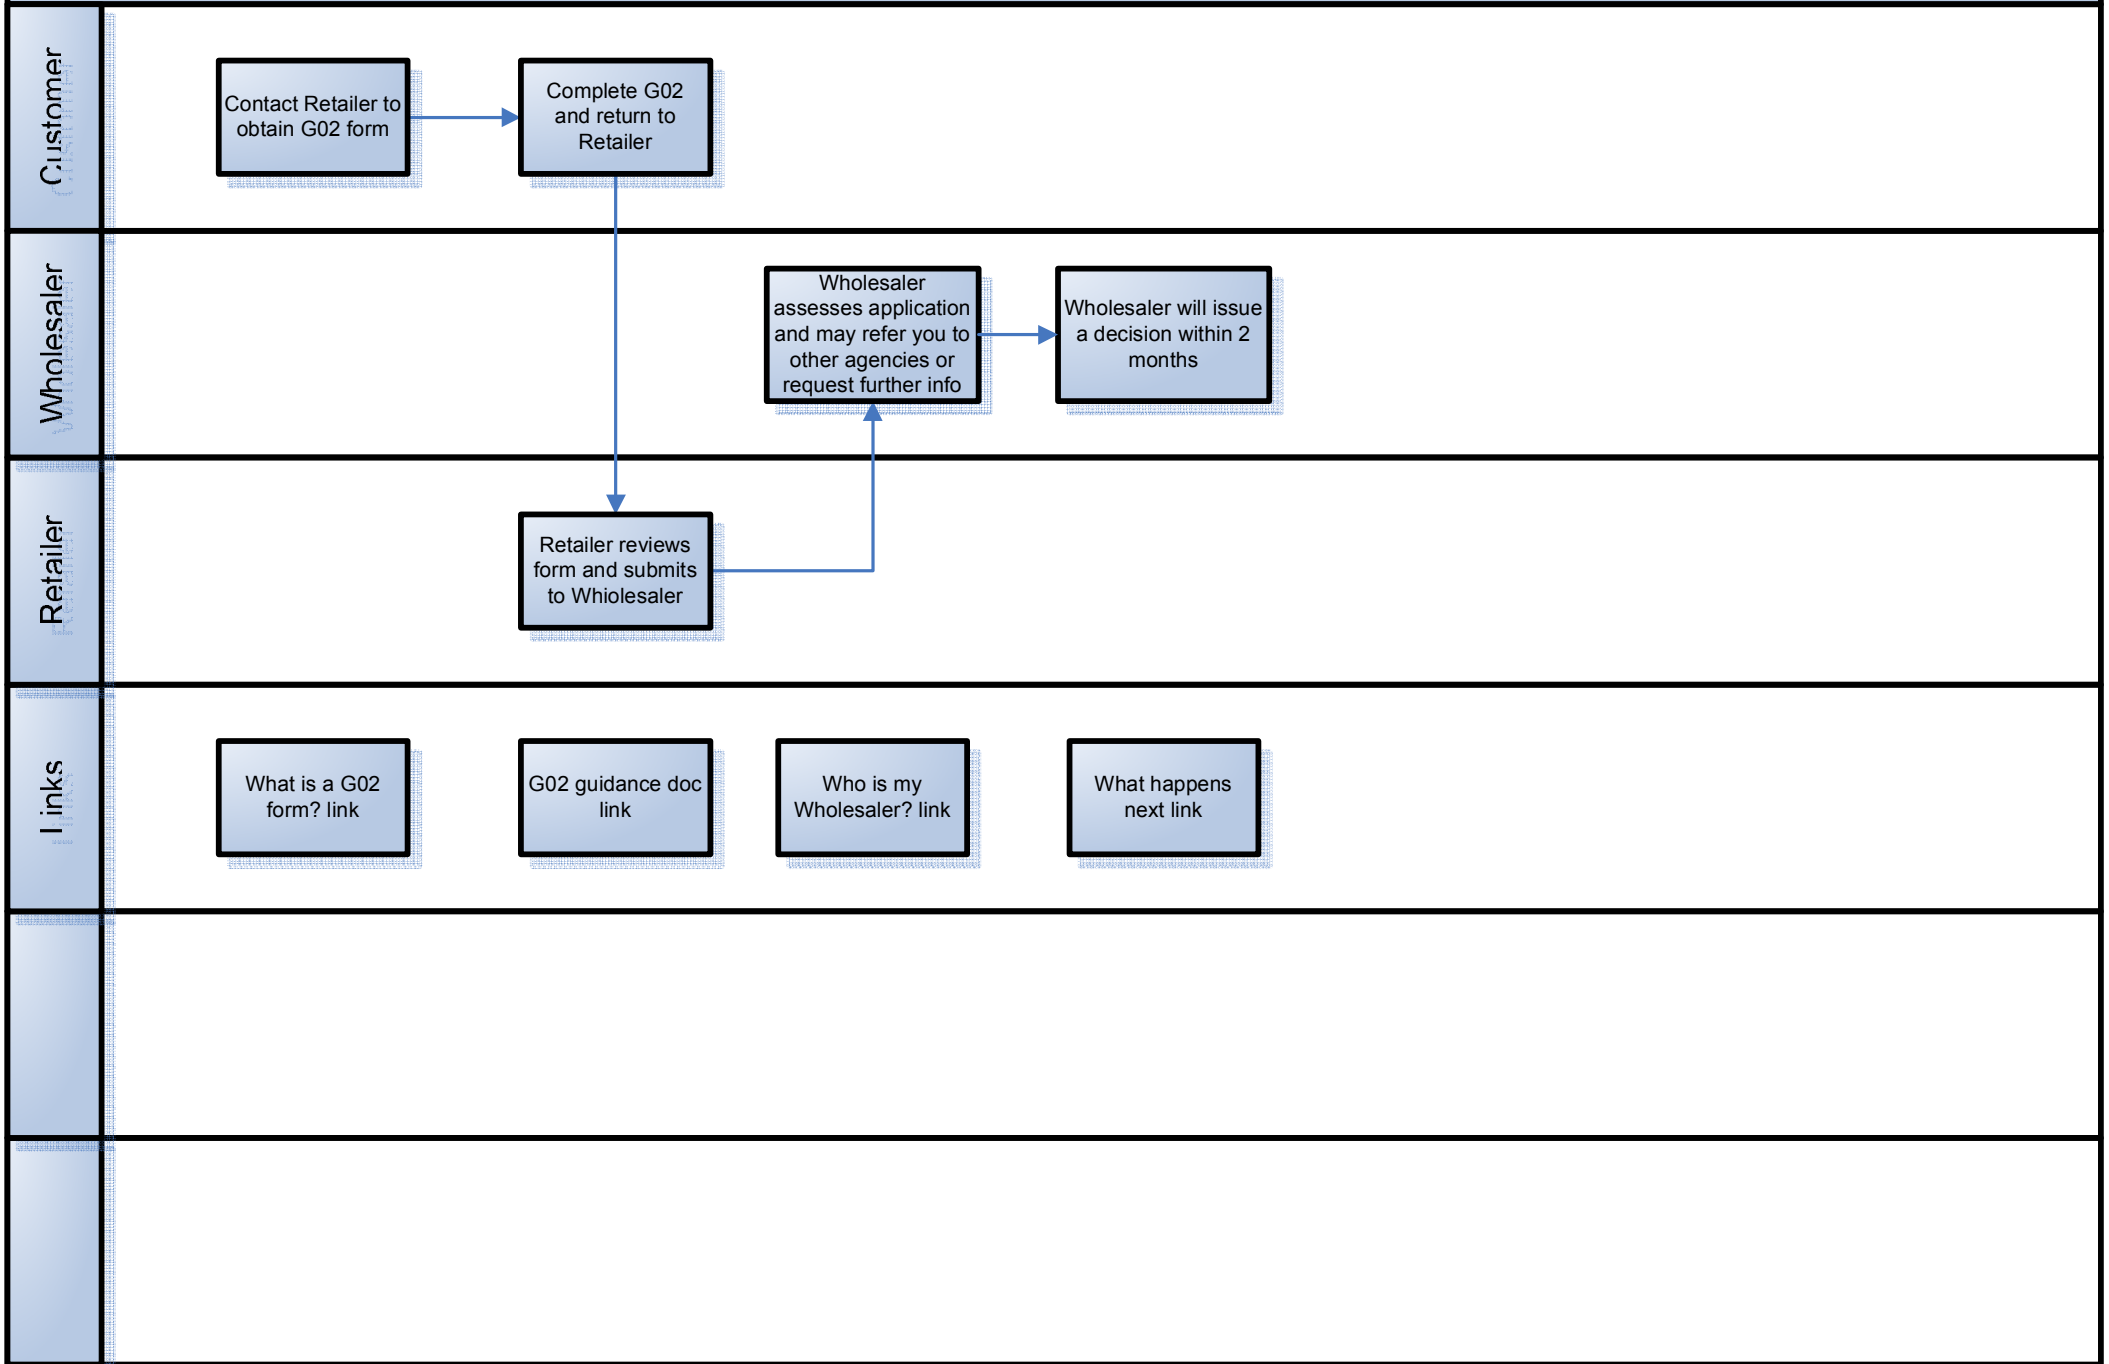 Customer
Contact Retailer to
obtain G02 form
Complete G02
and return to
Retailer
Wholesaler
Wholesaler
assesses application
and may refer you to
other agencies or
request further info
Wholesaler will issue
a decision within 2
months
Retailer
Retailer reviews
form and submits
to Whiolesaler
Links
What is a G02
form? link
G02 guidance doc
link
Who is my
Wholesaler? link
What happens
next link